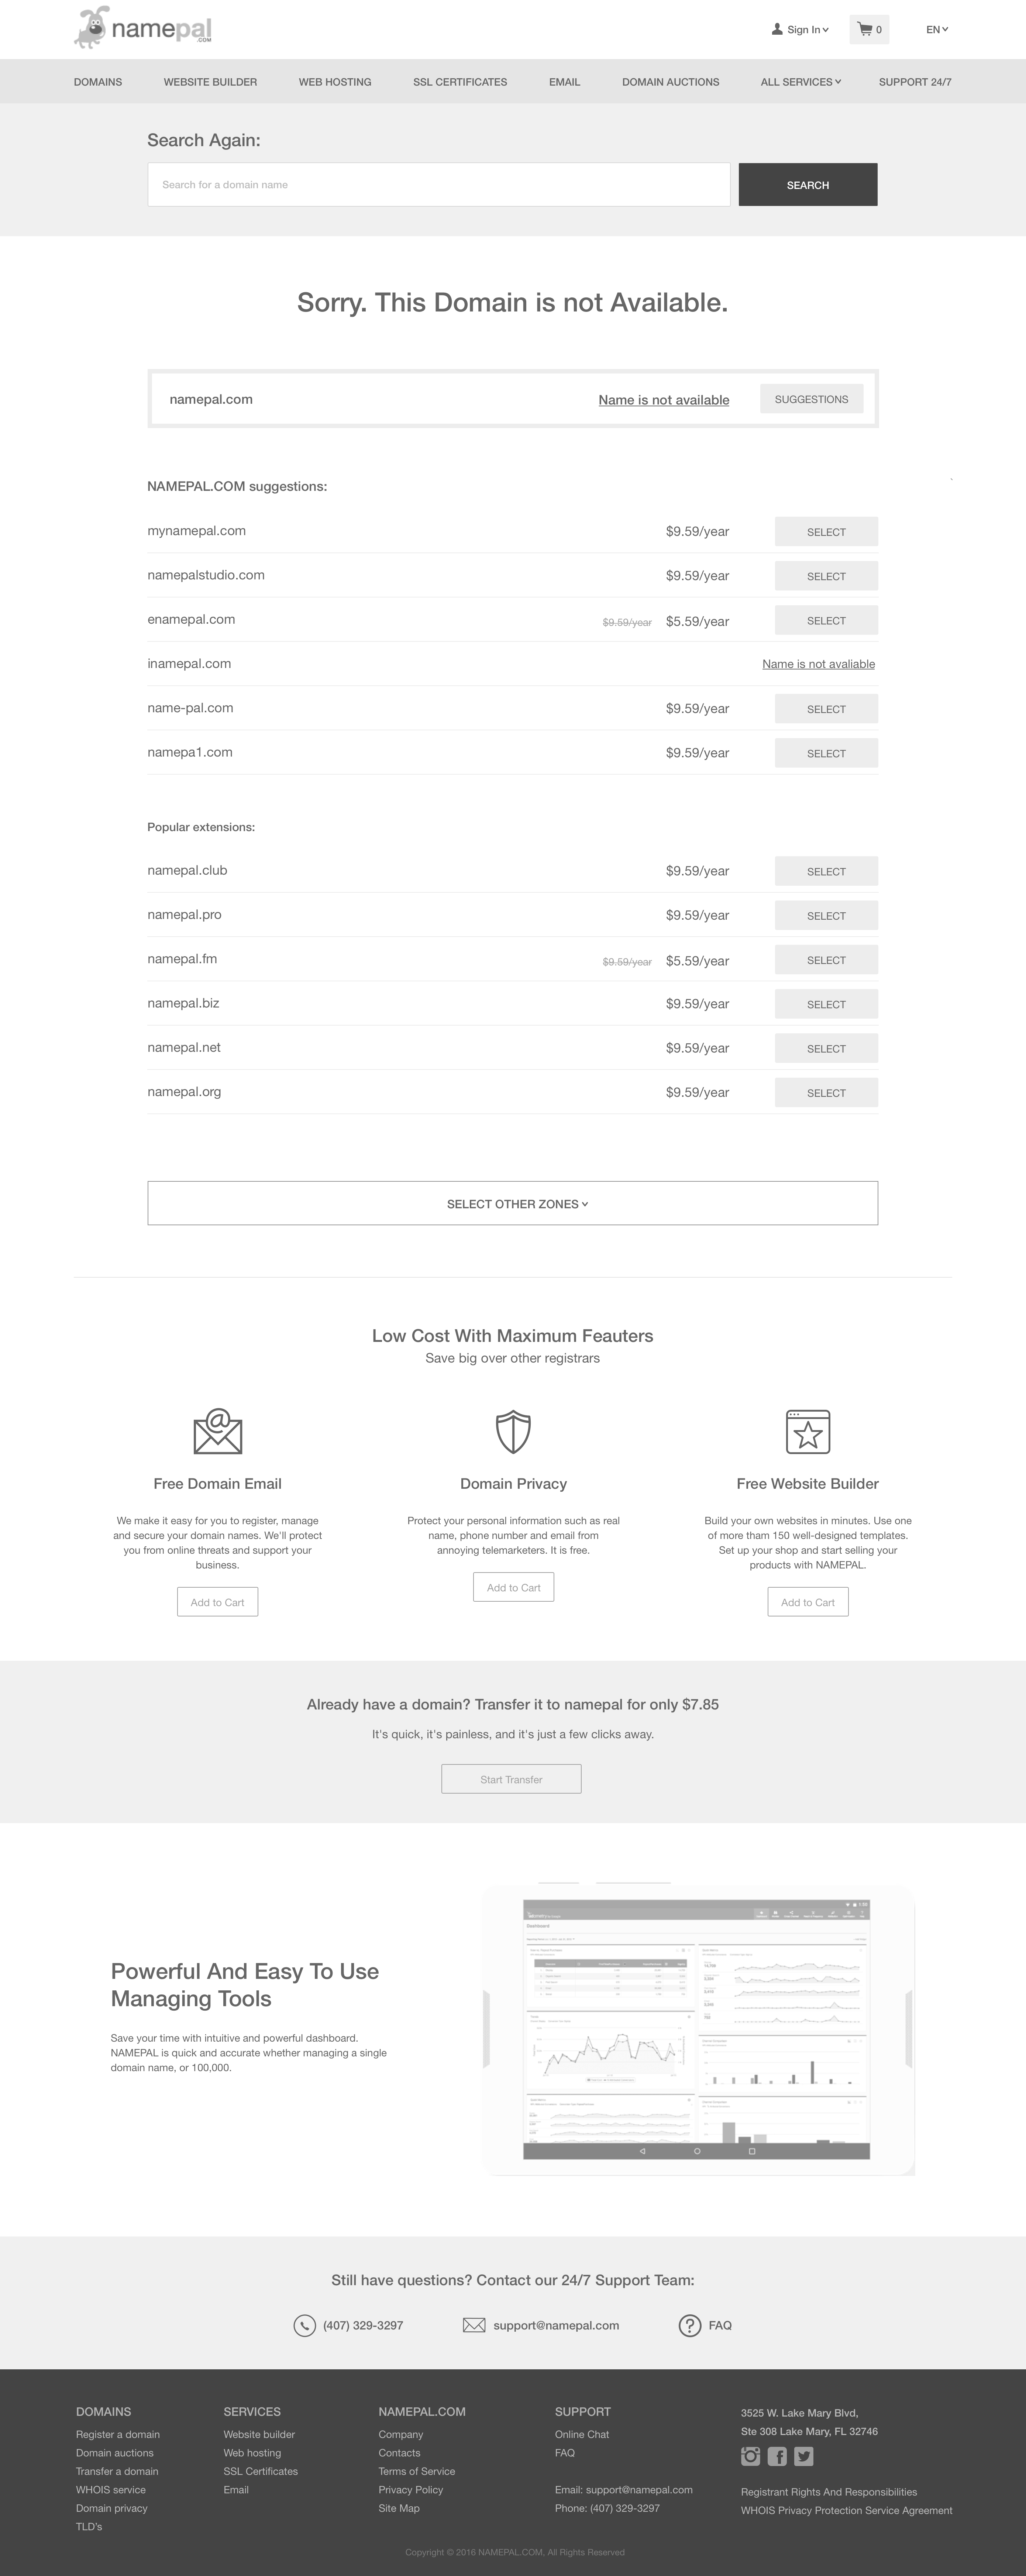 namepal
.COM
Sign In
0
EN
DOMAINS
WEBSITE BUILDER
WEB HOSTING
SSL CERTIFICATES
EMAIL
DOMAIN AUCTIONS
ALL SERVICES
SUPPORT 24/7
Search Again:
Search for a domain name
SEARCH
Sorry. This Domain is not Available.
namepal.com
Name is not available
SUGGESTIONS
NAMEPAL.COM suggestions:
mynamepal.com $9.59/year SELECT
namepalstudio.com $9.59/year SELECT
enamepal.com $9.59/year $5.59/year SELECT
inamepal.com Name is not avaliable
name-pal.com $9.59/year SELECT
namepa1.com $9.59/year SELECT
Popular extensions:
namepal.club $9.59/year SELECT
namepal.pro $9.59/year SELECT
namepal.fm $9.59/year $5.59/year SELECT
namepal.biz $9.59/year SELECT
namepal.net $9.59/year SELECT
namepal.org $9.59/year SELECT
SELECT OTHER ZONES
Low Cost With Maximum Feauters
Save big over other registrars
Free Domain Email
We make it easy for you to register, manage
and secure your domain names. We'll protect
you from online threats and support your
business.
Add to Cart
Domain Privacy
Protect your personal information such as real
name, phone number and email from
annoying telemarketers. It is free.
Add to Cart
Free Website Builder
Build your own websites in minutes. Use one
of more tham 150 well-designed templates.
Set up your shop and start selling your
products with NAMEPAL.
Add to Cart
Already have a domain? Transfer it to namepal for only $7.85
It's quick, it's painless, and it's just a few clicks away.
Start Transfer
Powerful And Easy To Use
Managing Tools
Save your time with intuitive and powerful dashboard.
NAMEPAL is quick and accurate whether managing a single
domain name, or 100,000.
Dashboard
Still have questions? Contact our 24/7 Support Team:
(407) 329-3297
support@namepal.com
FAQ
DOMAINS
Register a domain
Domain auctions
Transfer a domain
WHOIS service
Domain privacy
TLD's
SERVICES
Website builder
Web hosting
SSL Certificates
Email
NAMEPAL.COM
Company
Contacts
Terms of Service
Privacy Policy
Site Map
SUPPORT
Online Chat
FAQ
Email: support@namepal.com
Phone: (407) 329-3297
3525 W. Lake Mary Blvd,
Ste 308 Lake Mary, FL 32746
Registrant Rights And Responsibilities
WHOIS Privacy Protection Service Agreement
Copyright © 2016 NAMEPAL.COM, All Rights Reserved